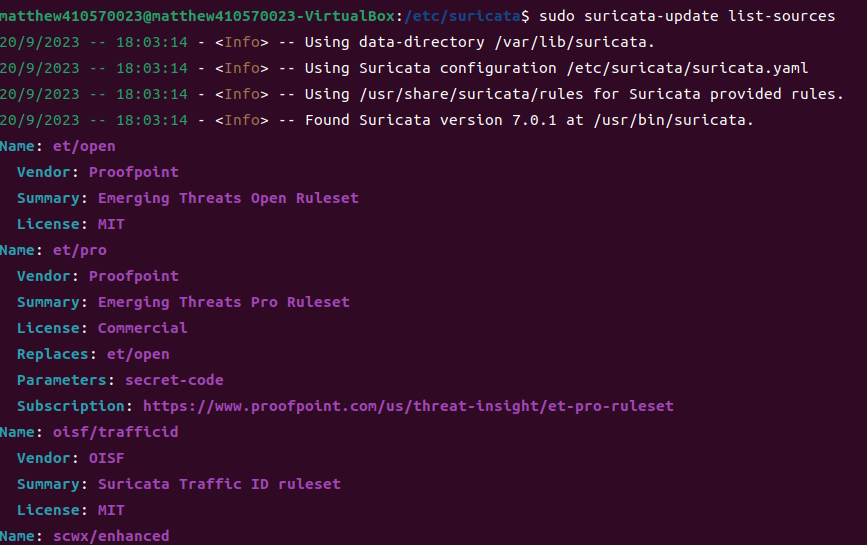 matthew410570023@matthew410570023-VirtualBox:/etc/suricata$ sudo suricata-update list-sources
20/9/2023 -- 18:03:14 - <Info> -- Using data-directory /var/lib/suricata.
20/9/2023 -- 18:03:14 - <Info> -- Using Suricata configuration /etc/suricata/suricata.yaml
20/9/2023 -- 18:03:14 - <Info> -- Using /usr/share/suricata/rules for Suricata provided rules.
20/9/2023 -- 18:03:14 - <Info> -- Found Suricata version 7.0.1 at /usr/bin/suricata.
Name: et/open
  Vendor: Proofpoint
  Summary: Emerging Threats Open Ruleset
  License: MIT
Name: et/pro
  Vendor: Proofpoint
  Summary: Emerging Threats Pro Ruleset
  License: Commercial
  Replaces: et/open
  Parameters: secret-code
  Subscription: https://www.proofpoint.com/us/threat-insight/et-pro-ruleset
Name: oisf/trafficid
  Vendor: OISF
  Summary: Suricata Traffic ID ruleset
  License: MIT
Name: scwx/enhanced